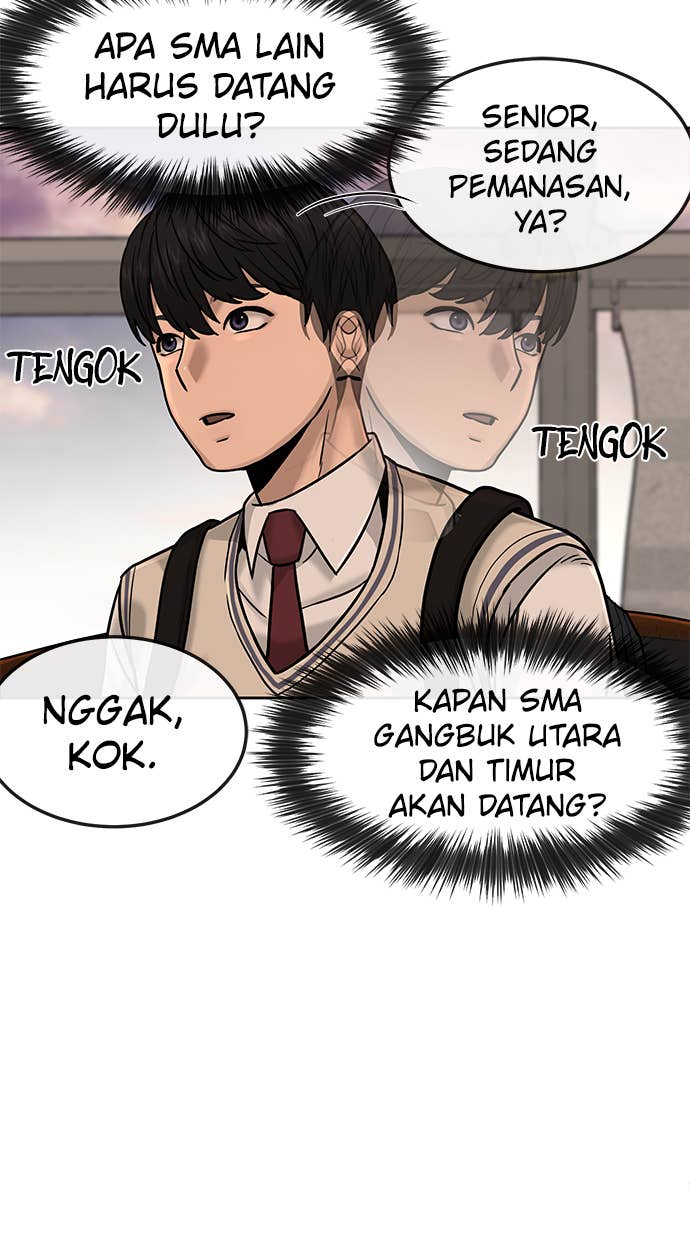 APA SMA LAIN
HARUS DATANG
DULU?
SENIOR,
SEDANG
PEMANASAN,
YA?
TENGOK
TENGOK
NGGAK,
KOK.
KAPAN SMA
GANGBUK UTARA
DAN TIMUR
AKAN DATANG?